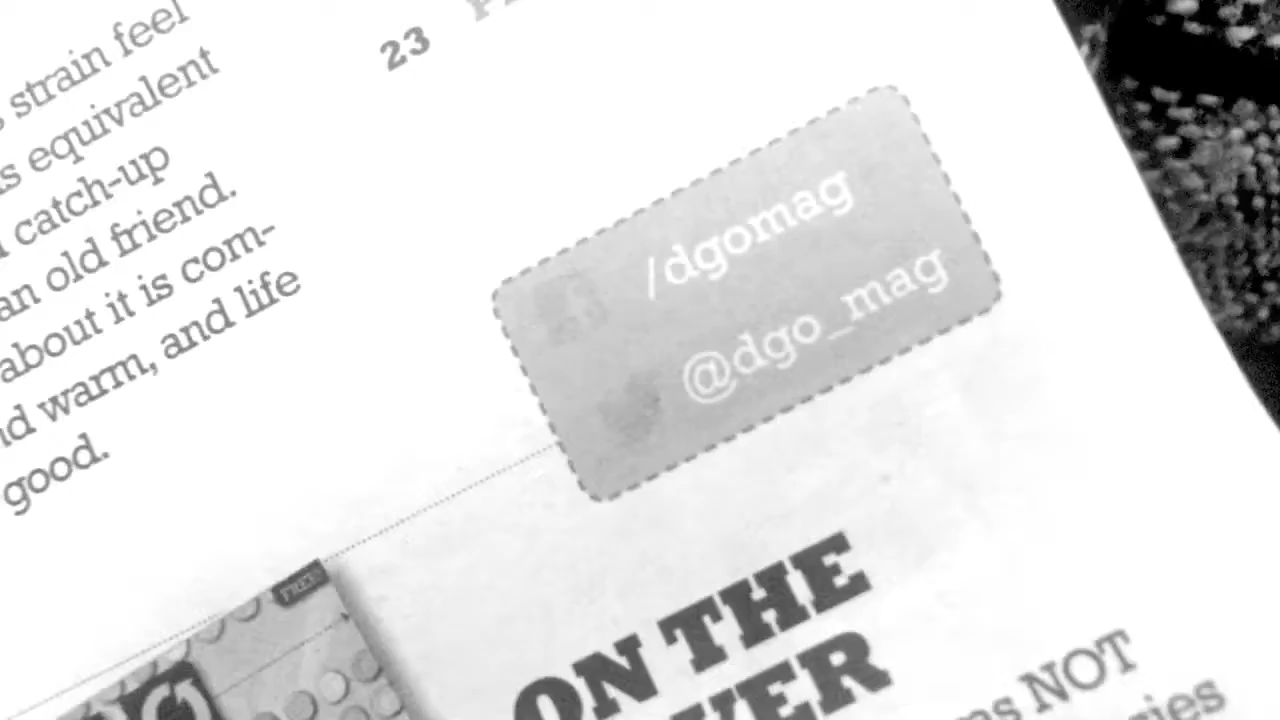 strain feel
equivalent
catch-up
an old friend.
about it is com-
warm, and life
good.
23
/dgomag
@dgo_mag
FREE
ON THE
NOT